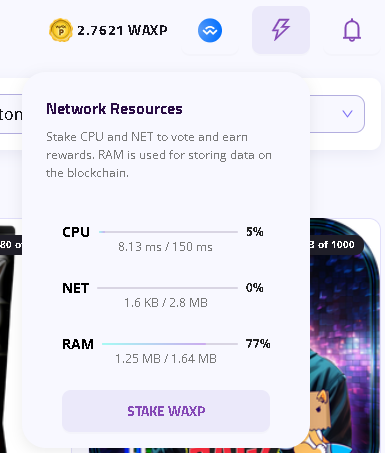 2.7621 WAXP
Network Resources
Stake CPU and NET to vote and earn
rewards. RAM is used for storing data on
the blockchain.
CPU 5%
8.13 ms / 150 ms
NET 0%
1.6 KB / 2.8 MB
RAM 77%
1.25 MB / 1.64 MB
STAKE WAXP
ton
80 o
3 of 1000